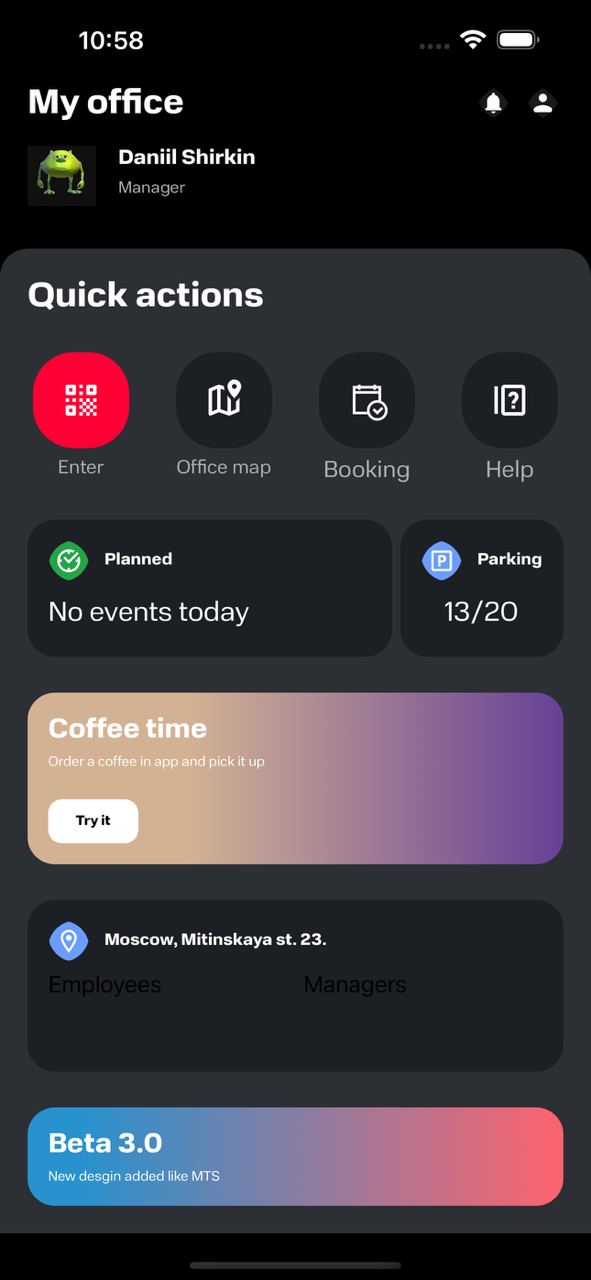 10:58
My office
Daniil Shirkin
Manager
Quick actions
Enter
Office map
Booking
Help
Planned
No events today
P
Parking
13/20
Coffee time
Order a coffee in app and pick it up
Try it
Moscow, Mitinskaya st. 23.
Employees
Managers
Beta 3.0
New desgin added like MTS